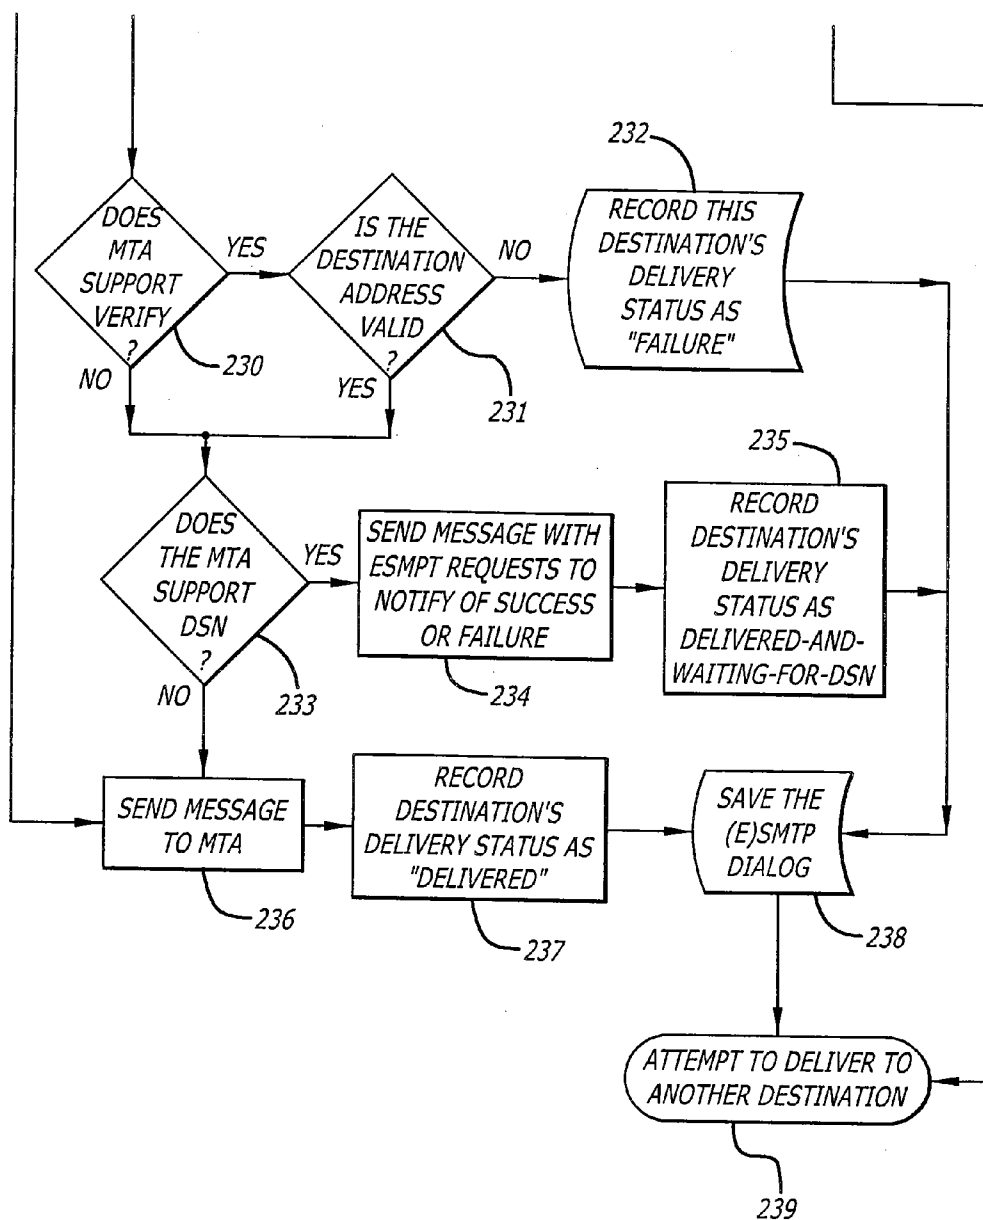 232
DOES
MTA
SUPPORT
VERIFY
?
YES
NO
230
IS THE
DESTINATION
ADDRESS
VALID
?
NO
YES
231
RECORD THIS
DESTINATION'S
DELIVERY
STATUS AS
"FAILURE"
235
DOES
THE MTA
SUPPORT
DSN
?
YES
NO
233
SEND MESSAGE WITH
ESMPT REQUESTS TO
NOTIFY OF SUCCESS
OR FAILURE
234
RECORD
DESTINATION'S
DELIVERY
STATUS AS
DELIVERED-AND-
WAITING-FOR-DSN
SEND MESSAGE
TO MTA
236
RECORD
DESTINATION'S
DELIVERY STATUS AS
"DELIVERED"
237
SAVE THE
(E)SMTP
DIALOG
238
ATTEMPT TO DELIVER TO
ANOTHER DESTINATION
239